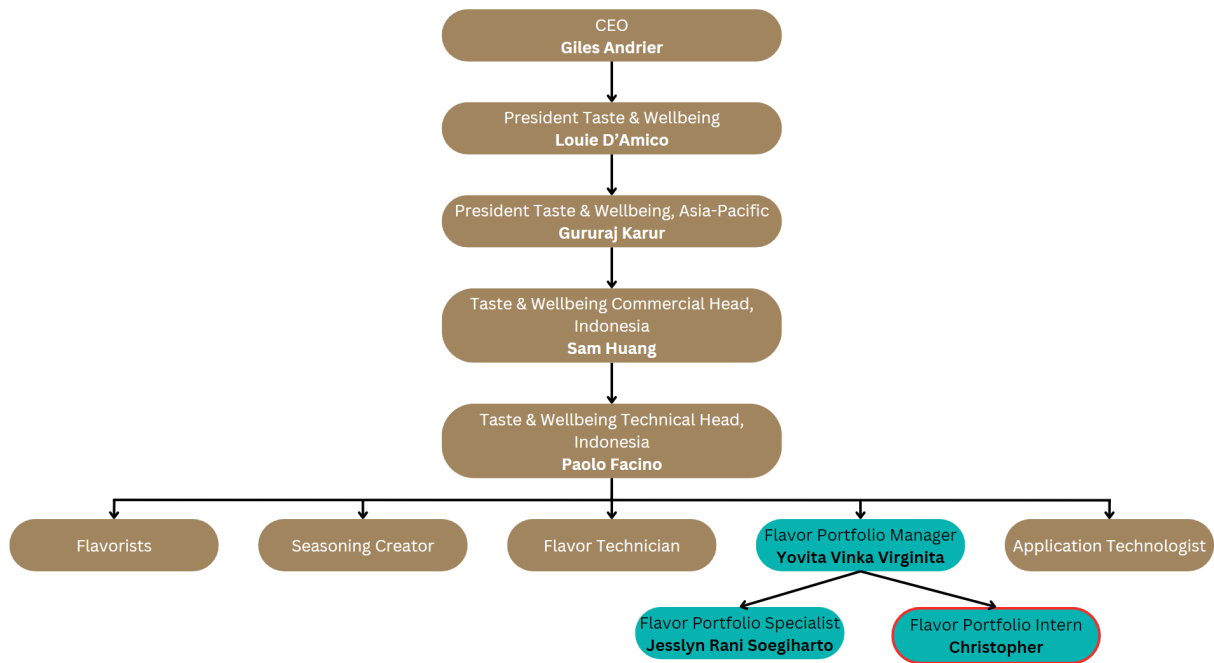 CEO
Giles Andrier
President Taste & Wellbeing
Louie D’Amico
President Taste & Wellbeing, Asia-Pacific
Gururaj Karur
Taste & Wellbeing Commercial Head,
Indonesia
Sam Huang
Taste & Wellbeing Technical Head,
Indonesia
Paolo Facino
Flavorists
Seasoning Creator
Flavor Technician
Flavor Portfolio Manager
Yovita Vinka Virginita
Application Technologist
Flavor Portfolio Specialist
Jesslyn Rani Soegiharto
Flavor Portfolio Intern
Christopher